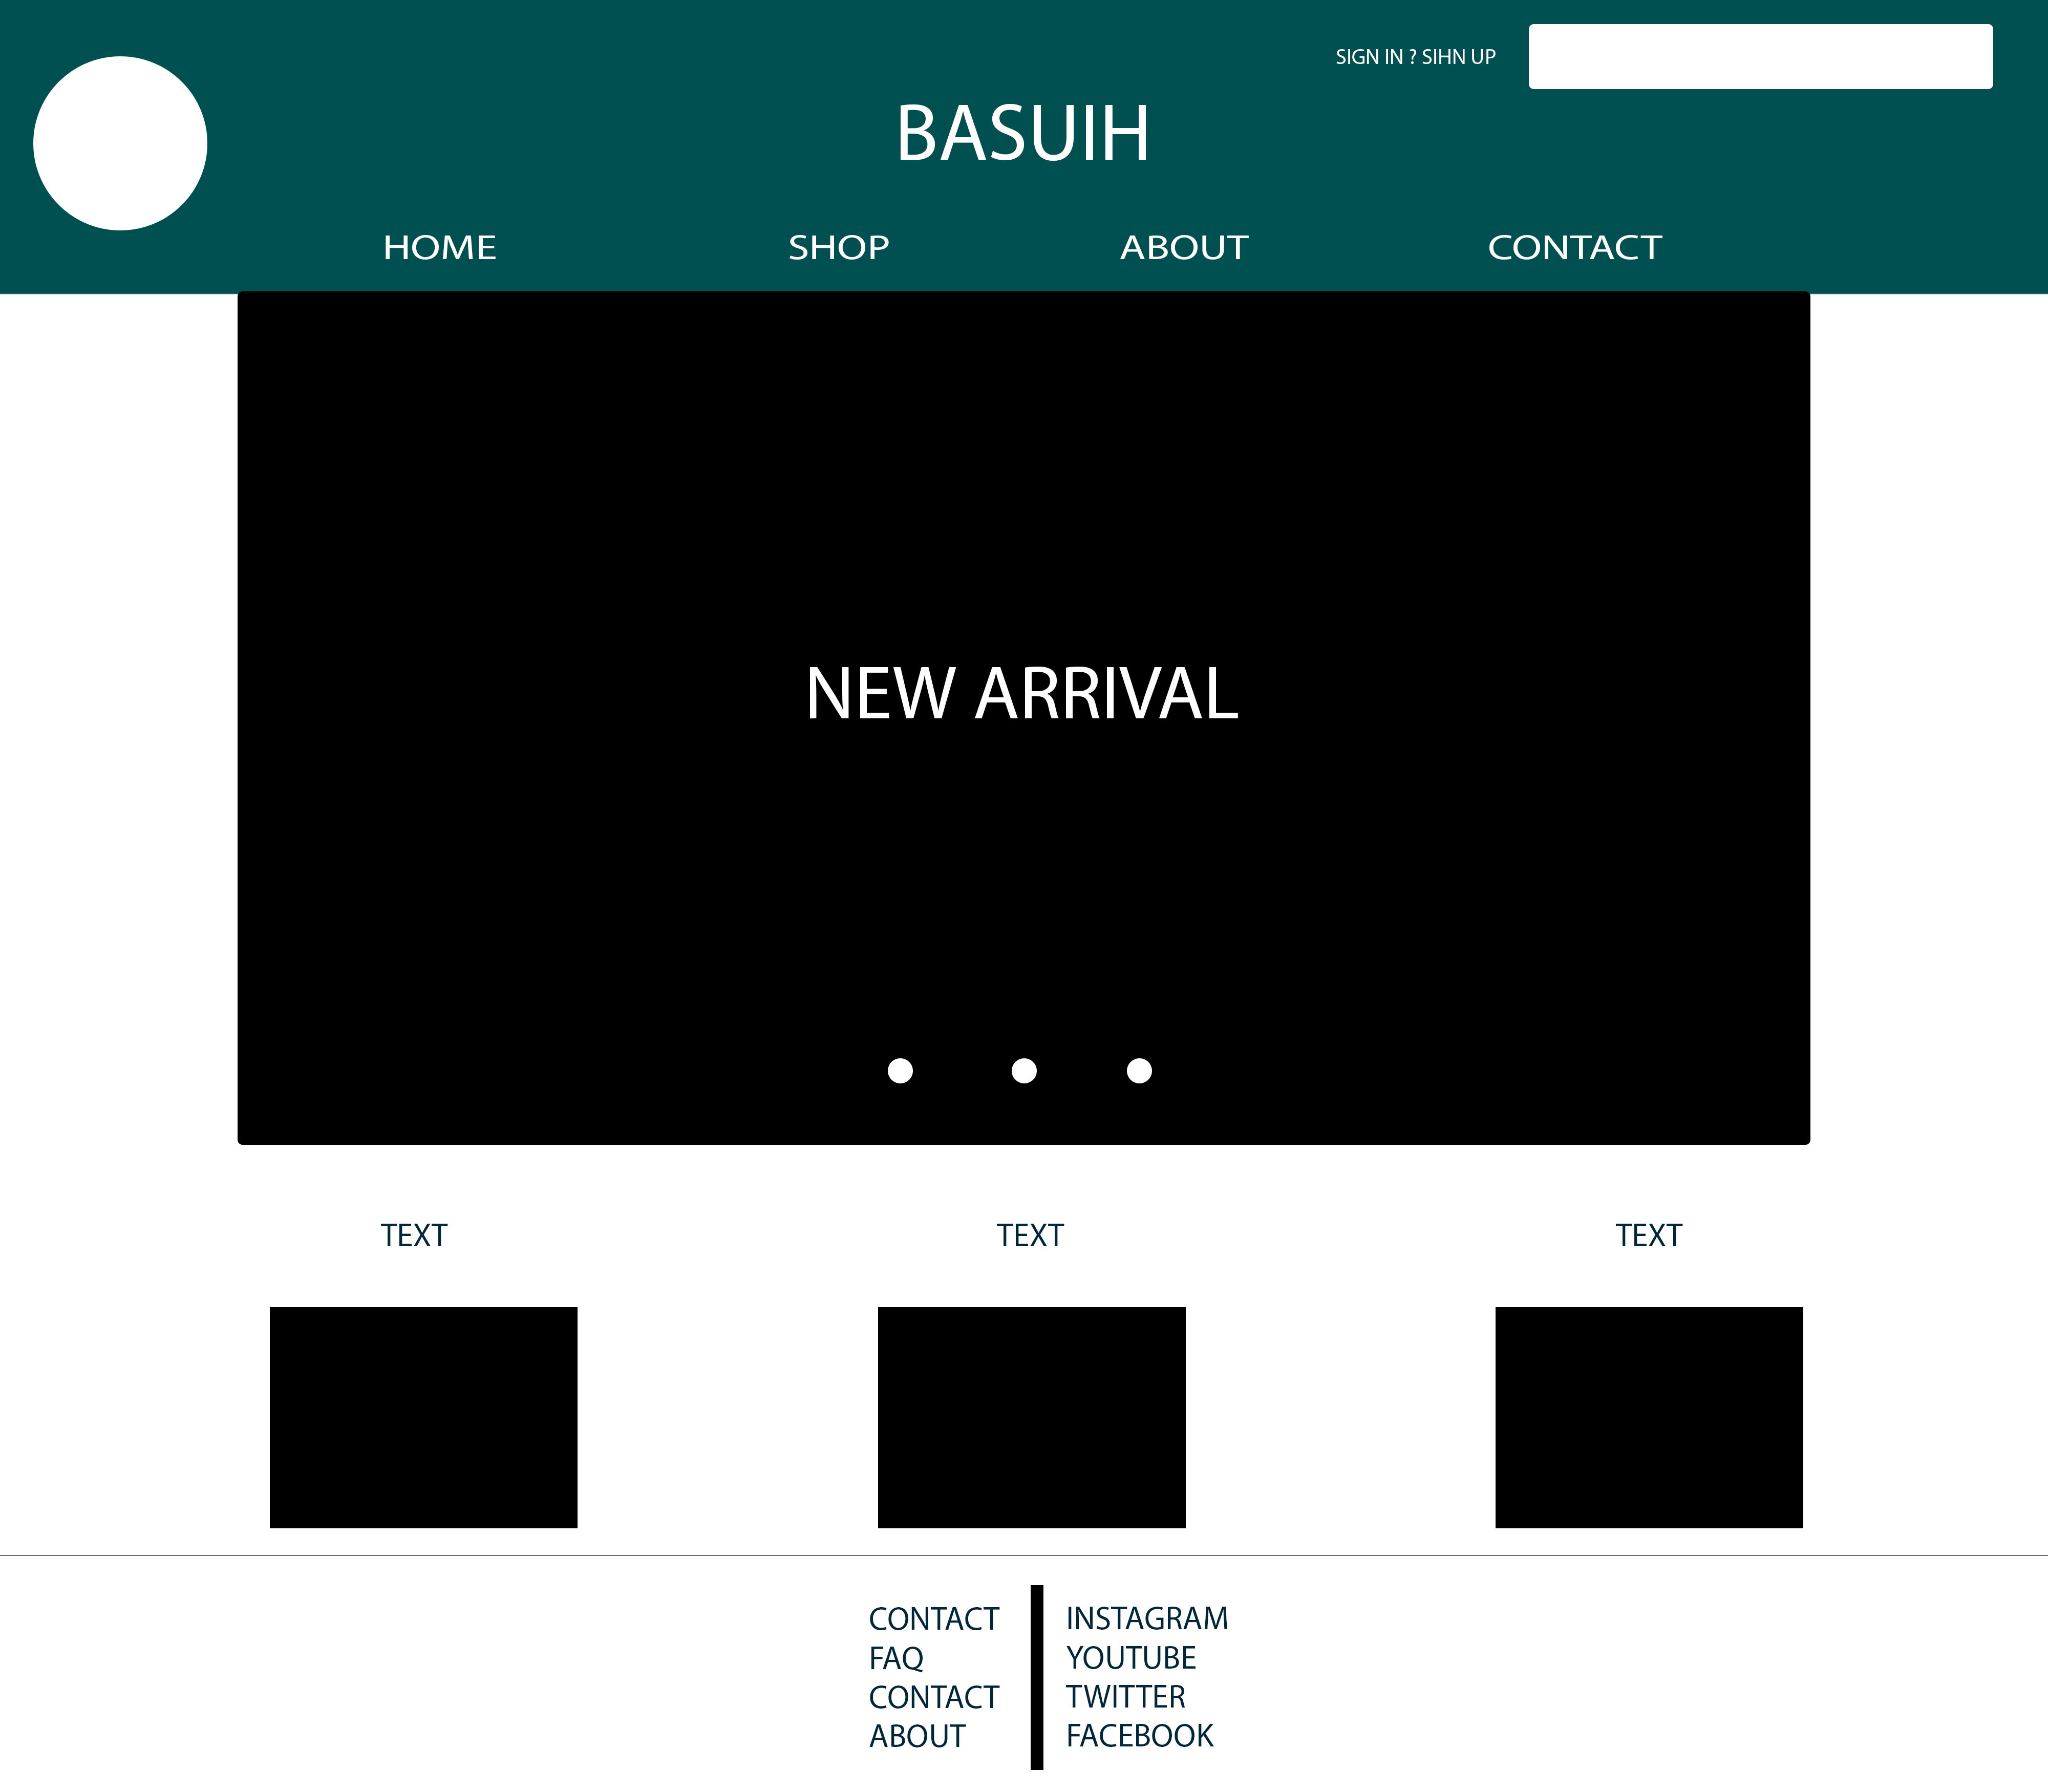 SIGN IN ? SIHN UP
BASUIH
HOME SHOP ABOUT CONTACT
NEW ARRIVAL
TEXT TEXT TEXT
CONTACT
FAQ
CONTACT
ABOUT
INSTAGRAM
YOUTUBE
TWITTER
FACEBOOK